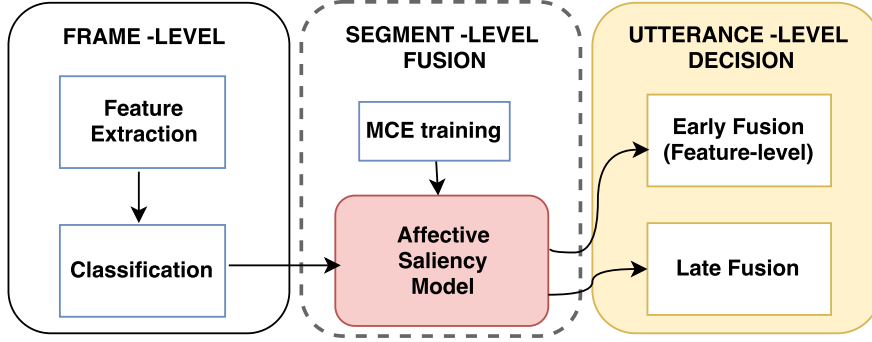 FRAME -LEVEL
Feature
Extraction
Classification
SEGMENT -LEVEL
FUSION
MCE training
Affective
Saliency
Model
UTTERANCE -LEVEL
DECISION
Early Fusion
(Feature-level)
Late Fusion